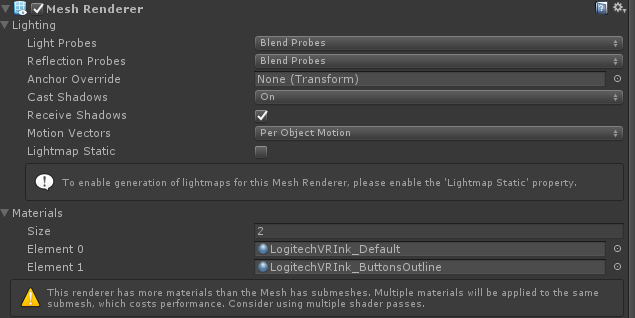 Mesh Renderer
Lighting
Light Probes Blend Probes
Reflection Probes Blend Probes
Anchor Override None (Transform)
Cast Shadows On
Receive Shadows
Motion Vectors Per Object Motion
Lightmap Static
To enable generation of lightmaps for this Mesh Renderer, please enable the 'Lightmap Static' property.
Materials
Size 2
Element 0 LogitechVRInk_Default
Element 1 LogitechVRInk_ButtonsOutline
This renderer has more materials than the Mesh has submeshes. Multiple materials will be applied to the same
submesh, which costs performance. Consider using multiple shader passes.